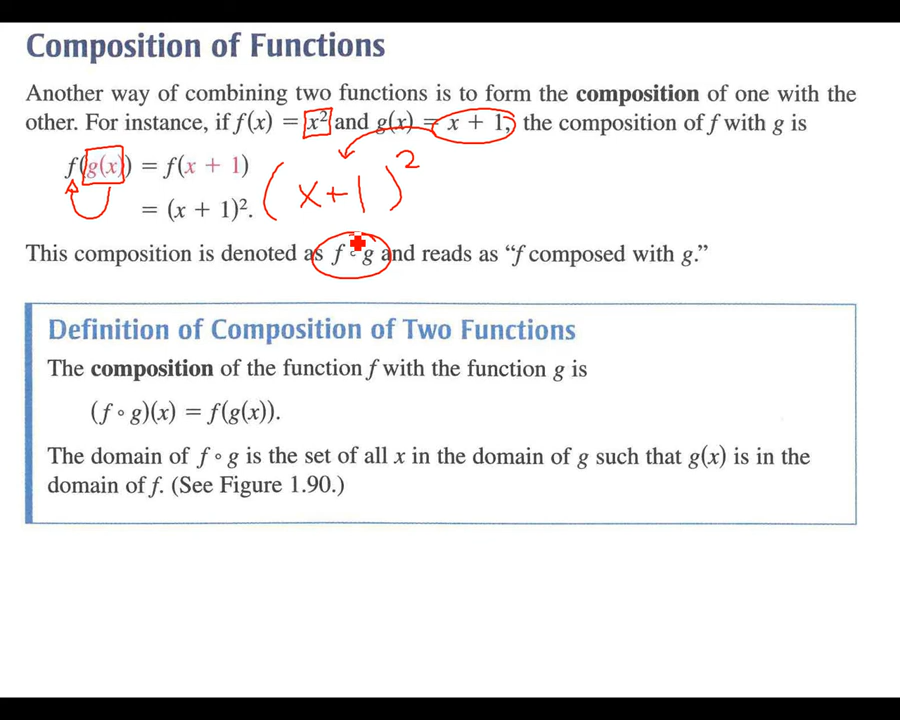 Composition of Functions
Another way of combining two functions is to form the composition of one with the
other. For instance, if f(x) = x² and g(x) = x + 1, the composition of f with g is
f(g(x)) = f(x + 1)
= (x + 1)². (x+1)²
This composition is denoted as f ∘ g and reads as “f composed with g.”
Definition of Composition of Two Functions
The composition of the function f with the function g is
(f ∘ g)(x) = f(g(x)).
The domain of f ∘ g is the set of all x in the domain of g such that g(x) is in the
domain of f. (See Figure 1.90.)